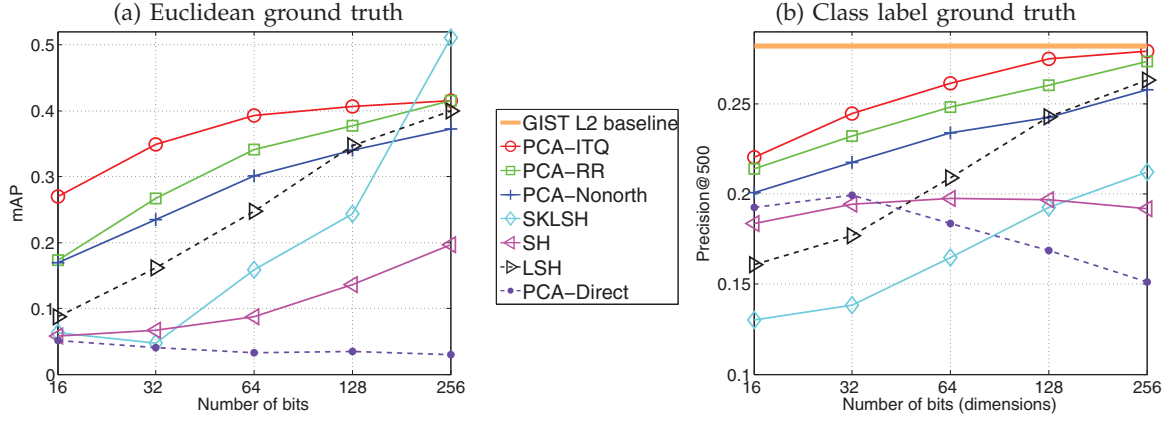 (a) Euclidean ground truth
0.5
0.4
0.3
0.2
0.1
0
mAP
16 32 64 128 256
Number of bits
GIST L2 baseline
PCA-ITQ
PCA-RR
PCA-Nonorth
SKLSH
SH
LSH
PCA-Direct
(b) Class label ground truth
0.25
0.2
0.15
0.1
Precision@500
16 32 64 128 256
Number of bits (dimensions)